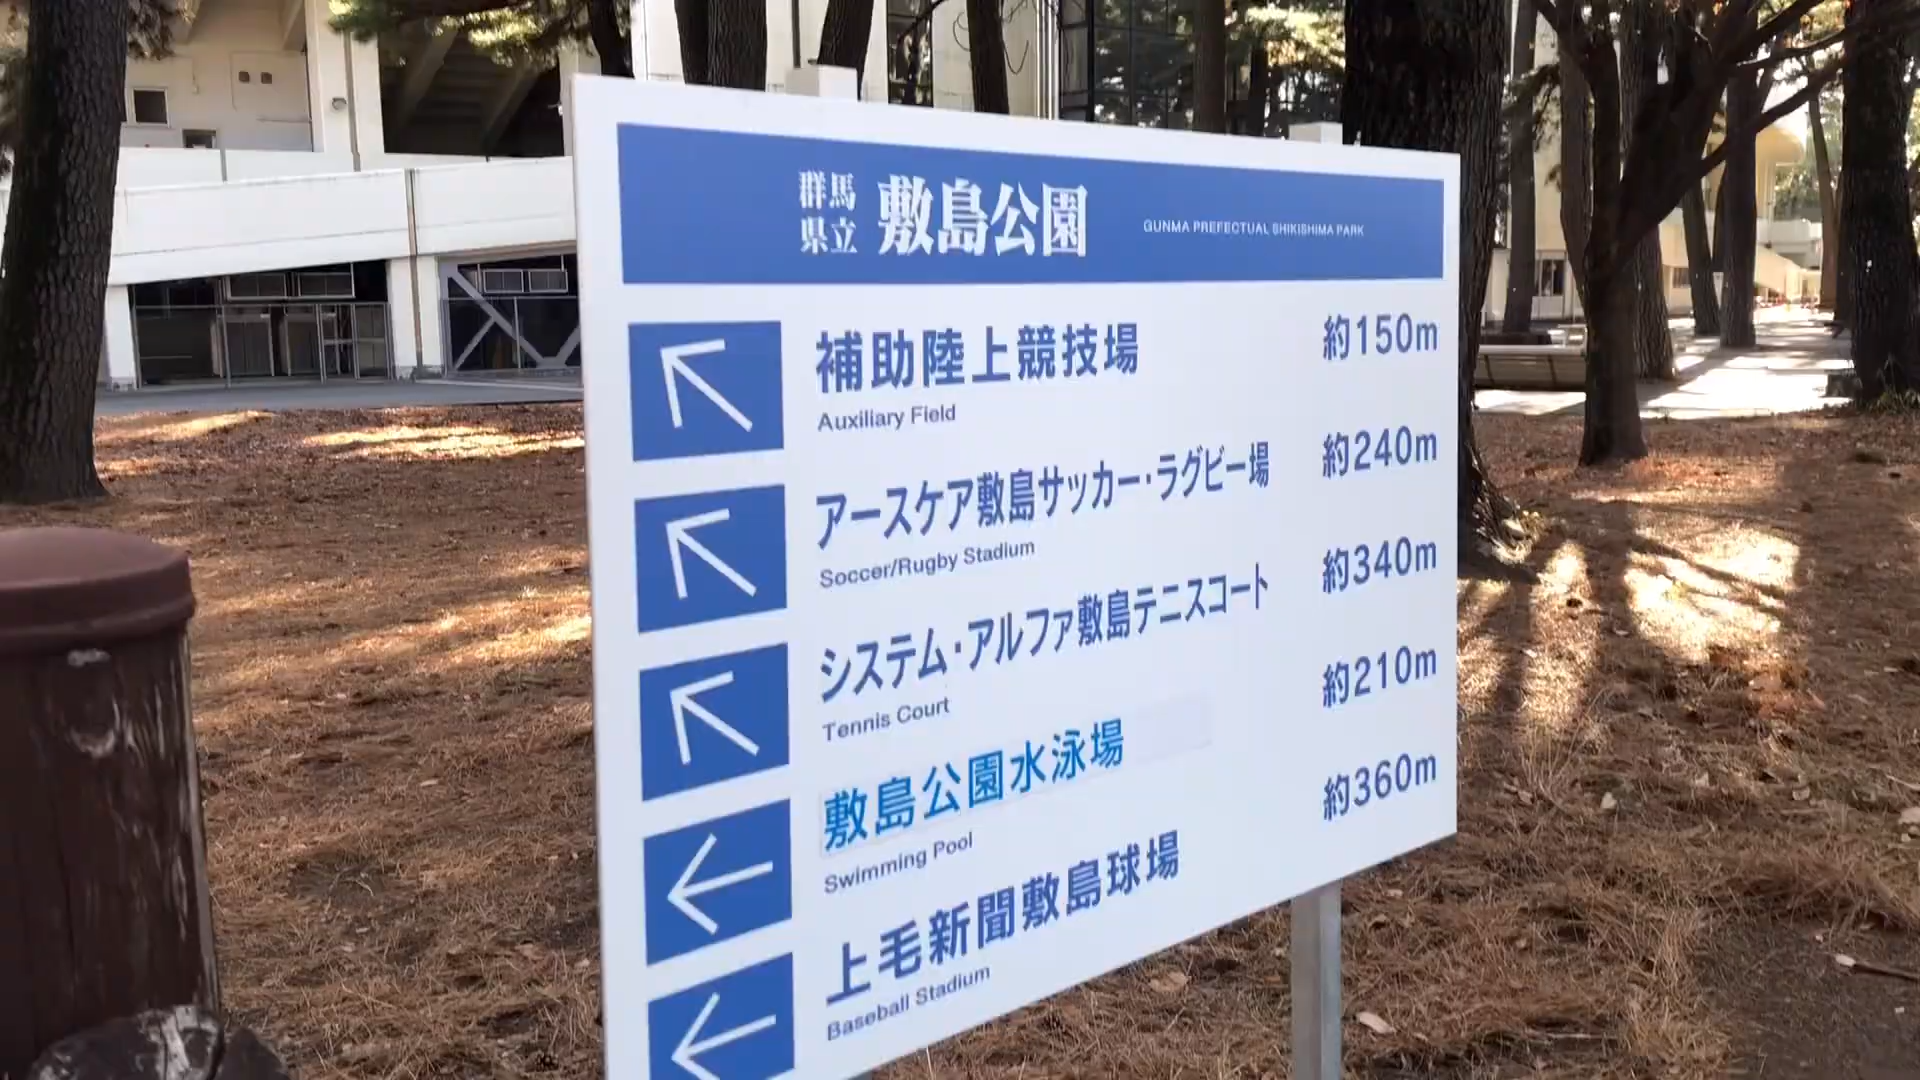 群馬県立 敷島公園 GUNMA PREFECTUAL SHIKISHIMA PARK
補助陸上競技場 約150m
Auxiliary Field
アースケア敷島サッカー・ラグビー場 約240m
Soccer/Rugby Stadium
システム・アルファ敷島テニスコート 約340m
Tennis Court
敷島公園水泳場 約210m
Swimming Pool
上毛新聞敷島球場 約360m
Baseball Stadium